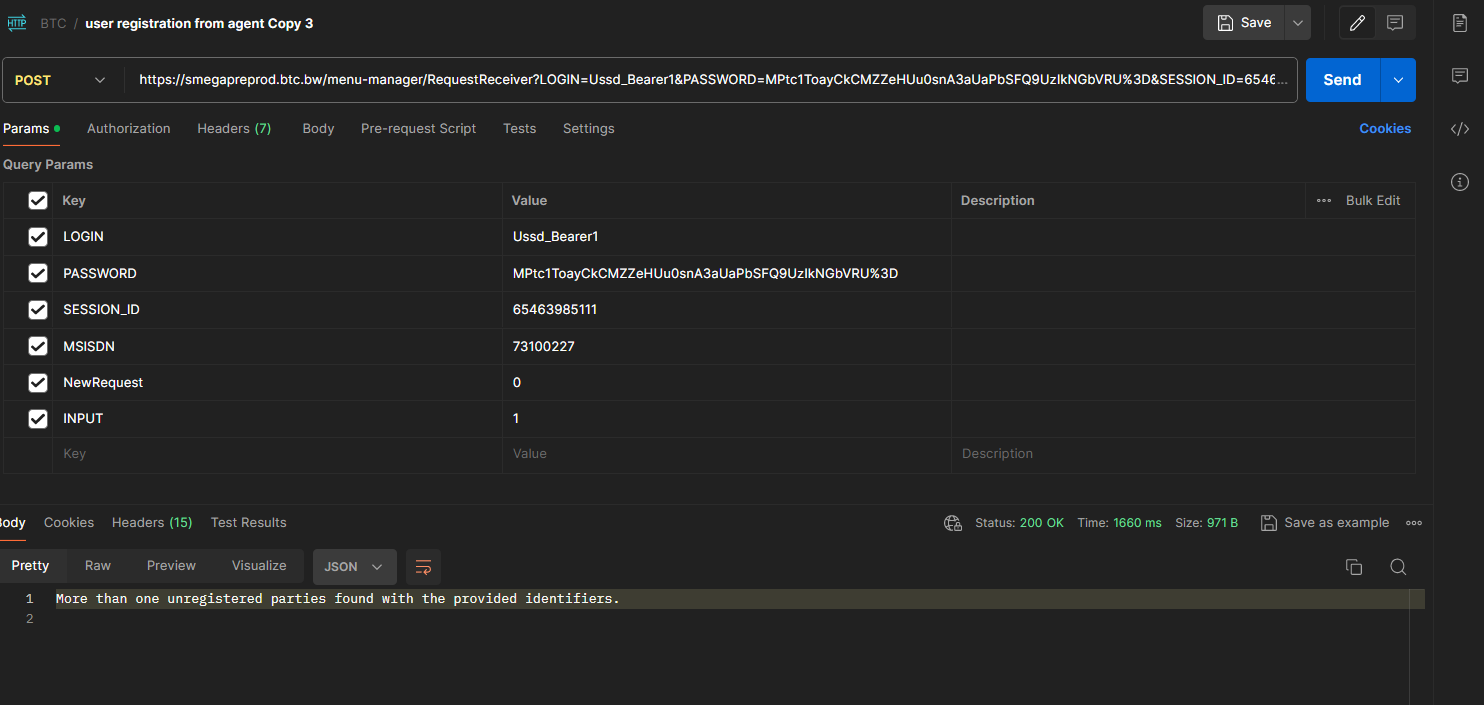 HTTP BTC / user registration from agent Copy 3 Save
POST https://smegapreprod.btc.bw/menu-manager/RequestReceiver?LOGIN=Ussd_Bearer1&PASSWORD=MPtc1ToayCkCMZZeHUu0snA3aUaPbSFQ9UzIkNGbVRU%3D&SESSION_ID=6546... Send
Params Authorization Headers (7) Body Pre-request Script Tests Settings Cookies
Query Params
Key Value Description Bulk Edit
LOGIN Ussd_Bearer1
PASSWORD MPtc1ToayCkCMZZeHUu0snA3aUaPbSFQ9UzIkNGbVRU%3D
SESSION_ID 65463985111
MSISDN 73100227
NewRequest 0
INPUT 1
Key Value Description
Body Cookies Headers (15) Test Results Status: 200 OK Time: 1660 ms Size: 971 B Save as example
Pretty Raw Preview Visualize JSON
1 More than one unregistered parties found with the provided identifiers.
2